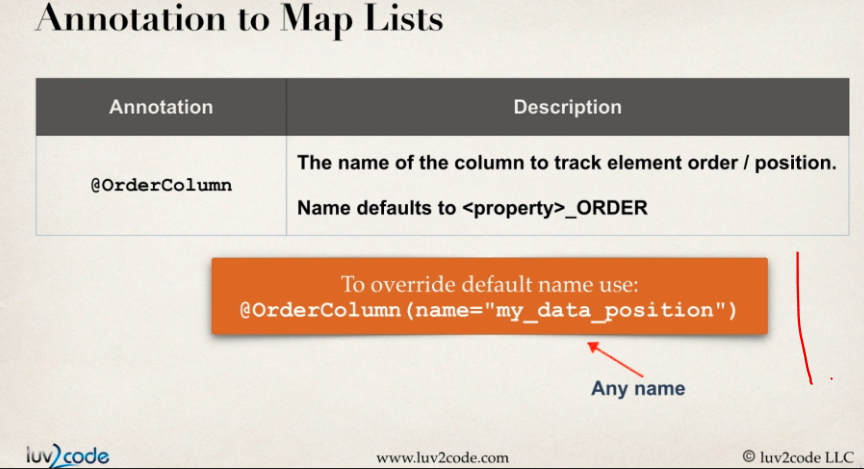 Annotation to Map Lists
Annotation
Description
@OrderColumn
The name of the column to track element order / position.
Name defaults to <property>_ORDER
To override default name use:
@OrderColumn(name="my_data_position")
Any name
luv2code
www.luv2code.com
© luv2code LLC